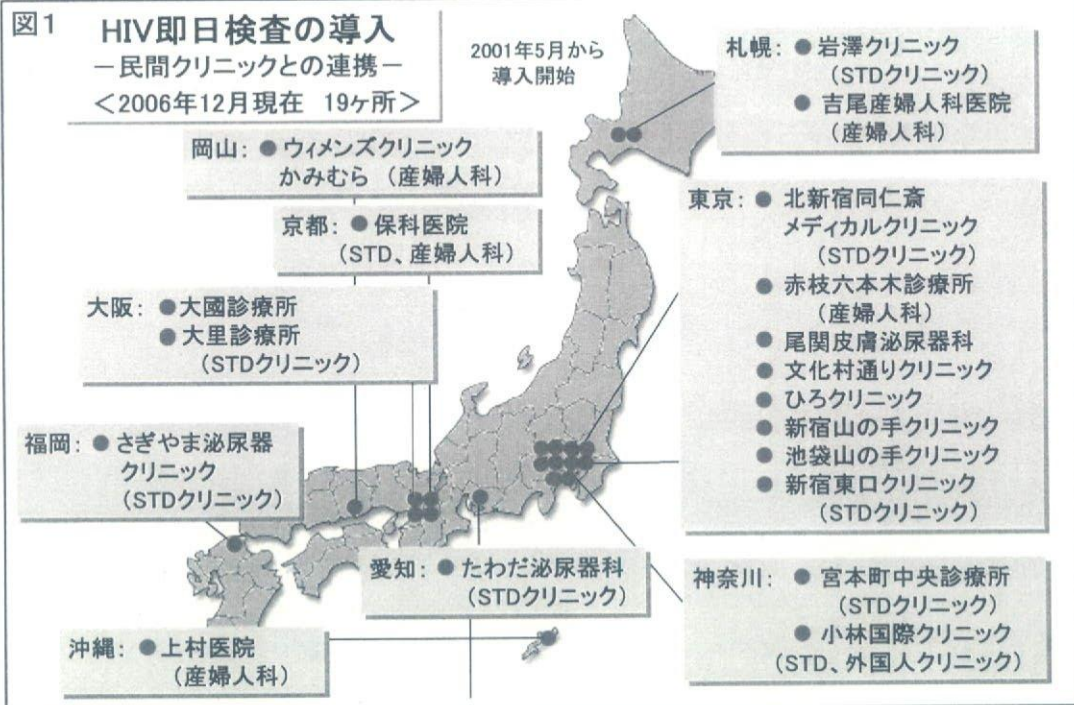 図1
HIV即日検査の導入
－民間クリニックとの連携－
＜2006年12月現在 19ヶ所＞
2001年5月から
導入開始
札幌：●岩澤クリニック
（STDクリニック）
●吉尾産婦人科医院
（産婦人科）
岡山：●ウィメンズクリニック
かみむら （産婦人科）
京都：●保科医院
（STD、産婦人科）
大阪：●大國診療所
●大里診療所
（STDクリニック）
福岡：●さぎやま泌尿器
クリニック
（STDクリニック）
東京：●北新宿同仁斎
メディカルクリニック
（STDクリニック）
●赤枝六本木診療所
（産婦人科）
●尾関皮膚泌尿器科
●文化村通りクリニック
●ひろクリニック
●新宿山の手クリニック
●池袋山の手クリニック
●新宿東口クリニック
（STDクリニック）
愛知：●たわだ泌尿器科
（STDクリニック）
神奈川：●宮本町中央診療所
（STDクリニック）
●小林国際クリニック
（STD、外国人クリニック）
沖縄：●上村医院
（産婦人科）